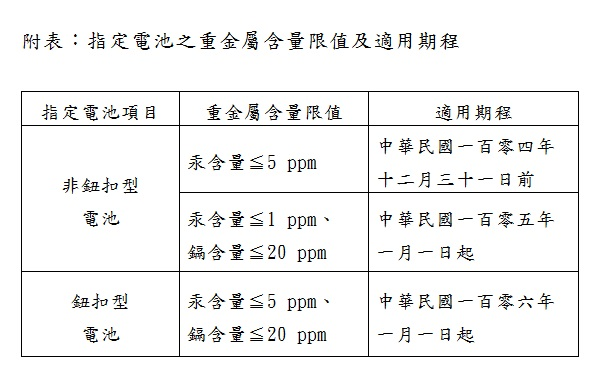 附表：指定電池之重金屬含量限值及適用期程
指定電池項目 重金屬含量限值 適用期程
非鈕扣型
電池
汞含量≦5 ppm
中華民國一百零四年
十二月三十一日前
汞含量≦1 ppm、
鎘含量≦20 ppm
中華民國一百零五年
一月一日起
鈕扣型
電池
汞含量≦5 ppm、
鎘含量≦20 ppm
中華民國一百零六年
一月一日起